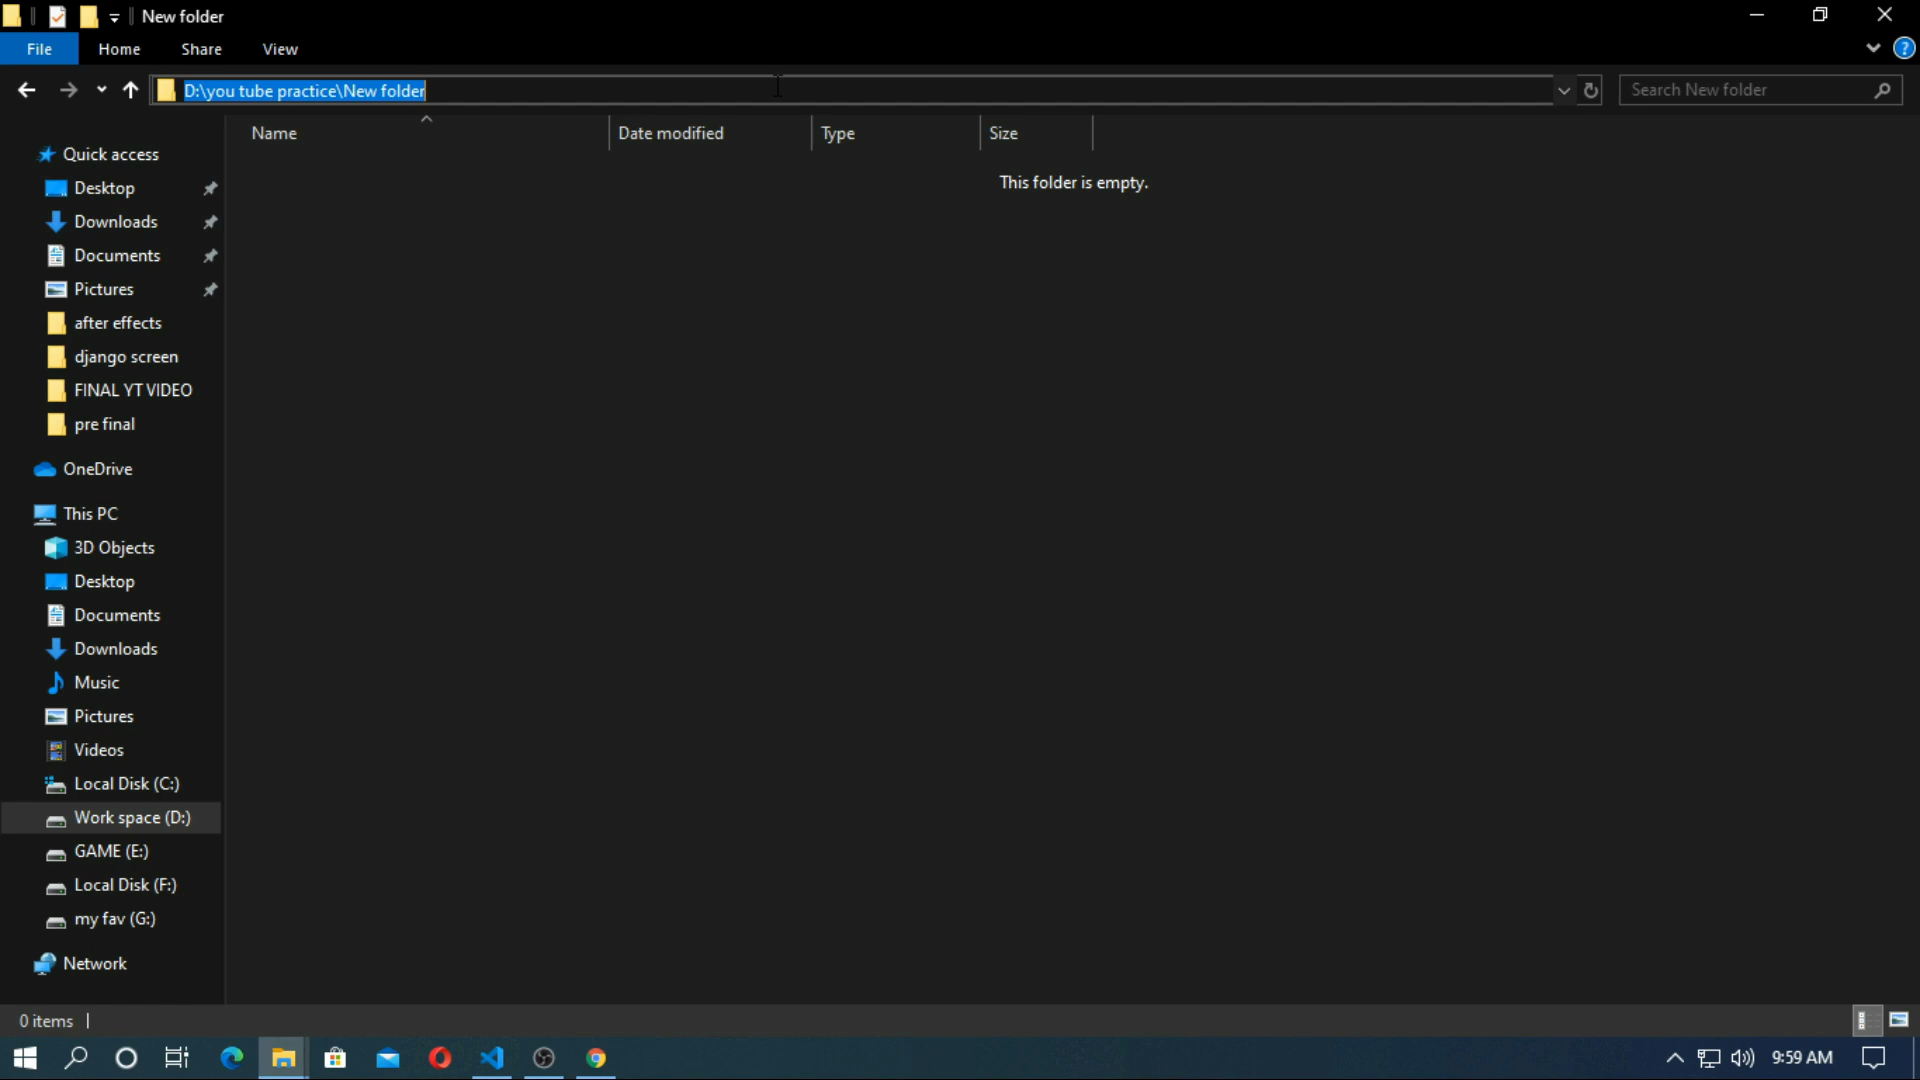 New folder
File Home Share View
D:\you tube practice\New folder
Search New folder
Name Date modified Type Size
This folder is empty.
Quick access
Desktop
Downloads
Documents
Pictures
after effects
django screen
FINAL YT VIDEO
pre final
OneDrive
This PC
3D Objects
Desktop
Documents
Downloads
Music
Pictures
Videos
Local Disk (C:)
Work space (D:)
GAME (E:)
Local Disk (F:)
my fav (G:)
Network
0 items
9:59 AM